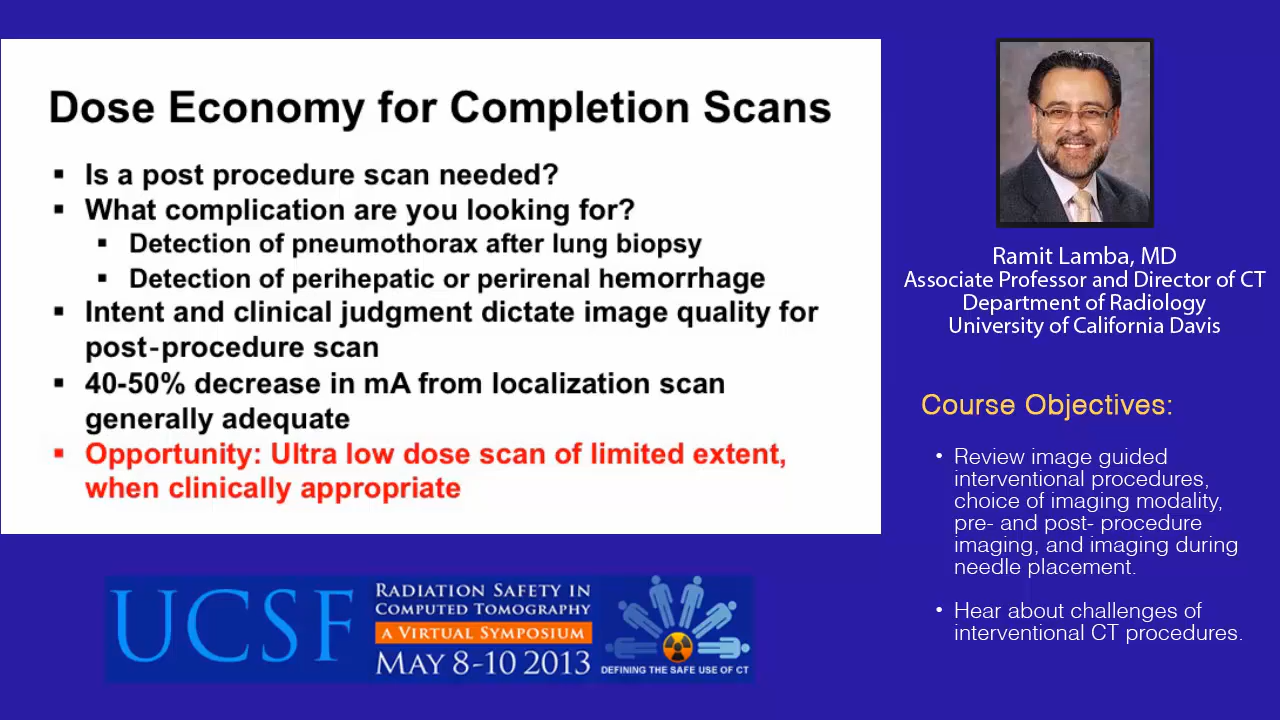 Dose Economy for Completion Scans
▪ Is a post procedure scan needed?
▪ What complication are you looking for?
▪ Detection of pneumothorax after lung biopsy
▪ Detection of perihepatic or perirenal hemorrhage
▪ Intent and clinical judgment dictate image quality for
post-procedure scan
▪ 40-50% decrease in mA from localization scan
generally adequate
▪ Opportunity: Ultra low dose scan of limited extent,
when clinically appropriate
Ramit Lamba, MD
Associate Professor and Director of CT
Department of Radiology
University of California Davis
Course Objectives:
• Review image guided
interventional procedures,
choice of imaging modality,
pre- and post- procedure
imaging, and imaging during
needle placement.
• Hear about challenges of
interventional CT procedures.
UCSF
Radiation Safety in
Computed Tomography
a Virtual Symposium
May 8-10 2013
DEFINING THE SAFE USE OF CT